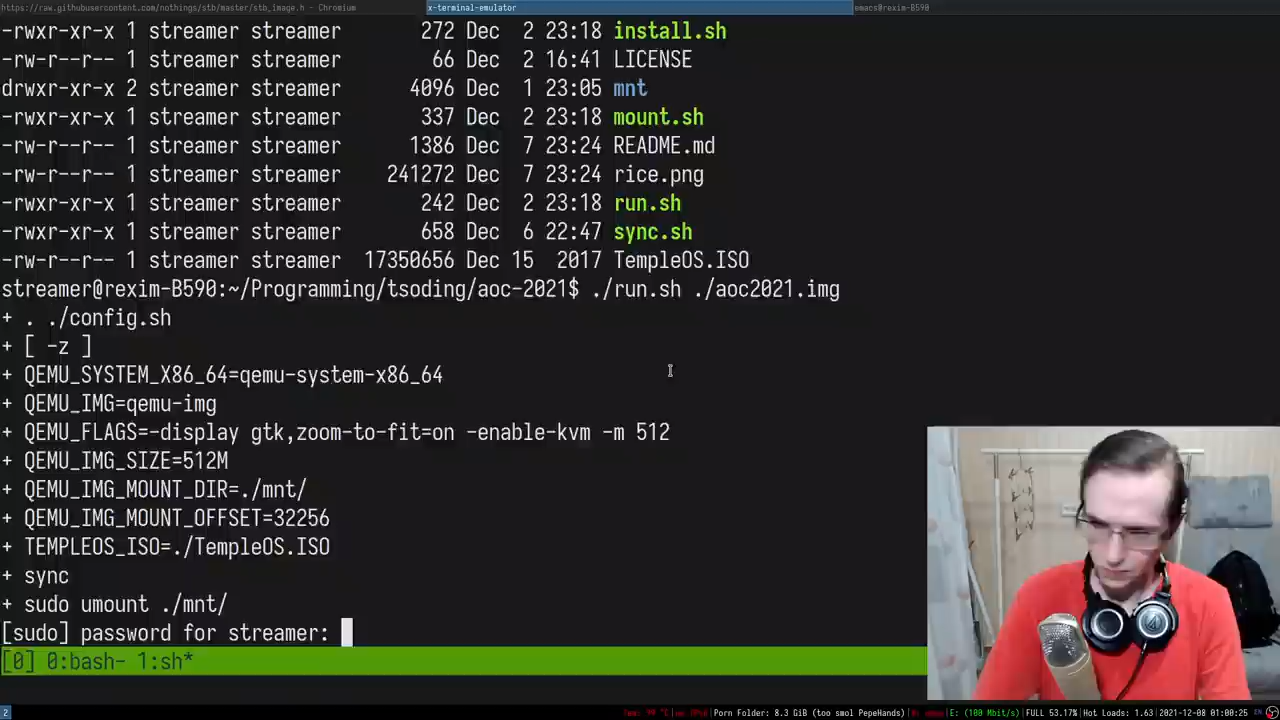 https://raw.githubusercontent.com/nothings/stb/master/stb_image.h - Chromium
x-terminal-emulator
emacs@rexim-B590
-rwxr-xr-x 1 streamer streamer 272 Dec 2 23:18 install.sh
-rw-r--r-- 1 streamer streamer 66 Dec 2 16:41 LICENSE
drwxr-xr-x 2 streamer streamer 4096 Dec 1 23:05 mnt
-rwxr-xr-x 1 streamer streamer 337 Dec 2 23:18 mount.sh
-rw-r--r-- 1 streamer streamer 1386 Dec 7 23:24 README.md
-rw-r--r-- 1 streamer streamer 241272 Dec 7 23:24 rice.png
-rwxr-xr-x 1 streamer streamer 242 Dec 2 23:18 run.sh
-rwxr-xr-x 1 streamer streamer 658 Dec 6 22:47 sync.sh
-rw-r--r-- 1 streamer streamer 17350656 Dec 15 2017 TempleOS.ISO
streamer@rexim-B590:~/Programming/tsoding/aoc-2021$ ./run.sh ./aoc2021.img
+ . ./config.sh
+ [ -z ]
+ QEMU_SYSTEM_X86_64=qemu-system-x86_64
+ QEMU_IMG=qemu-img
+ QEMU_FLAGS=-display gtk,zoom-to-fit=on -enable-kvm -m 512
+ QEMU_IMG_SIZE=512M
+ QEMU_IMG_MOUNT_DIR=./mnt/
+ QEMU_IMG_MOUNT_OFFSET=32256
+ TEMPLEOS_ISO=./TempleOS.ISO
+ sync
+ sudo umount ./mnt/
[sudo] password for streamer:
[0] 0:bash- 1:sh*
2
Porn Folder: 8.3 GiB (too smol PepeHands) E: (100 Mbit/s) FULL 53.17% Hot Loads: 1.63 2021-12-08 01:00:25